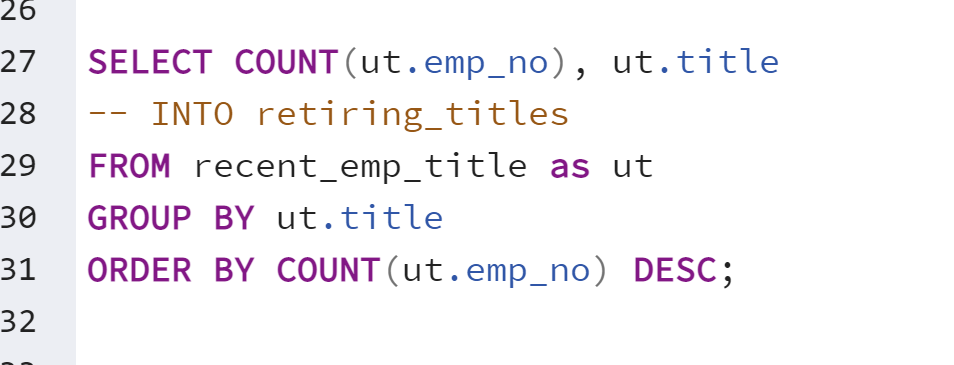 26
27 SELECT COUNT(ut.emp_no), ut.title
28 -- INTO retiring_titles
29 FROM recent_emp_title as ut
30 GROUP BY ut.title
31 ORDER BY COUNT(ut.emp_no) DESC;
32